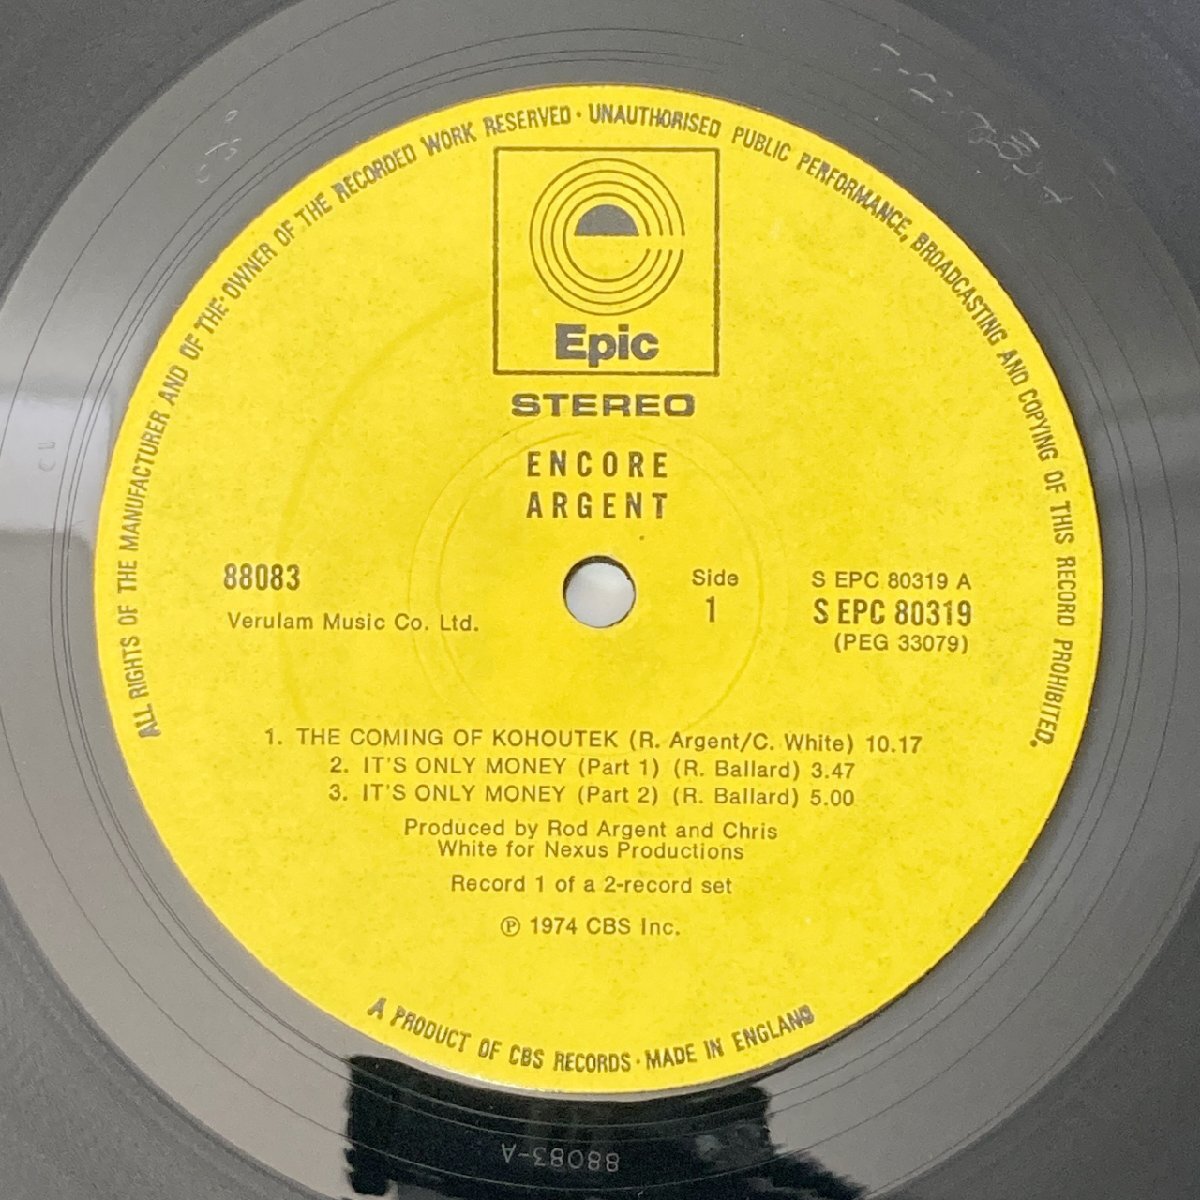 ALL RIGHTS OF THE MANUFACTURER AND OF THE OWNER OF THE RECORDED WORK RESERVED · UNAUTHORISED PUBLIC PERFORMANCE, BROADCASTING AND COPYING OF THIS RECORD PROHIBITED.
Epic
STEREO
ENCORE
ARGENT
88083
Verulam Music Co. Ltd.
Side
1
S EPC 80319 A
S EPC 80319
(PEG 33079)
1. THE COMING OF KOHOUTEK (R. Argent/C. White) 10.17
2. IT'S ONLY MONEY (Part 1) (R. Ballard) 3.47
3. IT'S ONLY MONEY (Part 2) (R. Ballard) 5.00
Produced by Rod Argent and Chris
White for Nexus Productions
Record 1 of a 2-record set
℗ 1974 CBS Inc.
A PRODUCT OF CBS RECORDS · MADE IN ENGLAND
88083-A